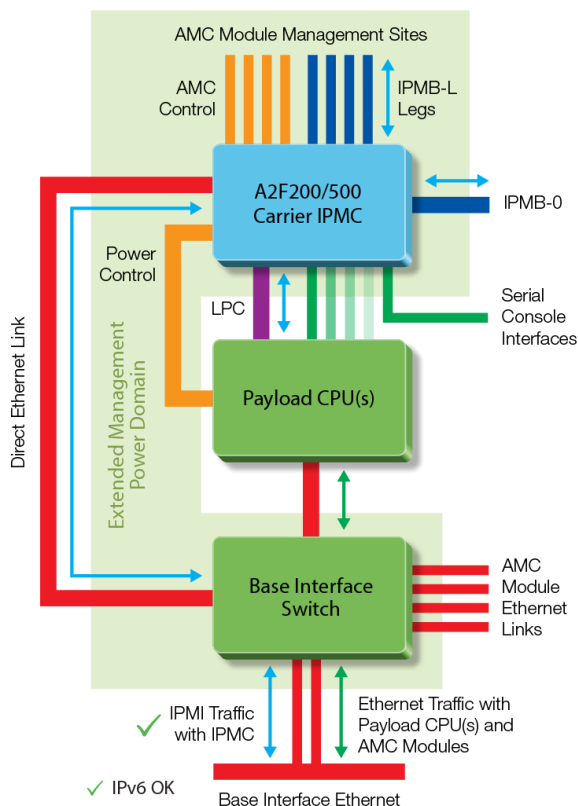 AMC Module Management Sites
AMC
Control
IPMB-L
Legs
A2F200/500
Carrier IPMC
IPMB-0
Power
Control
LPC
Serial
Console
Interfaces
Direct Ethernet Link
Extended Management
Power Domain
Payload CPU(s)
Base Interface
Switch
AMC
Module
Ethernet
Links
IPMI Traffic
with IPMC
Ethernet Traffic with
Payload CPU(s) and
AMC Modules
IPv6 OK
Base Interface Ethernet